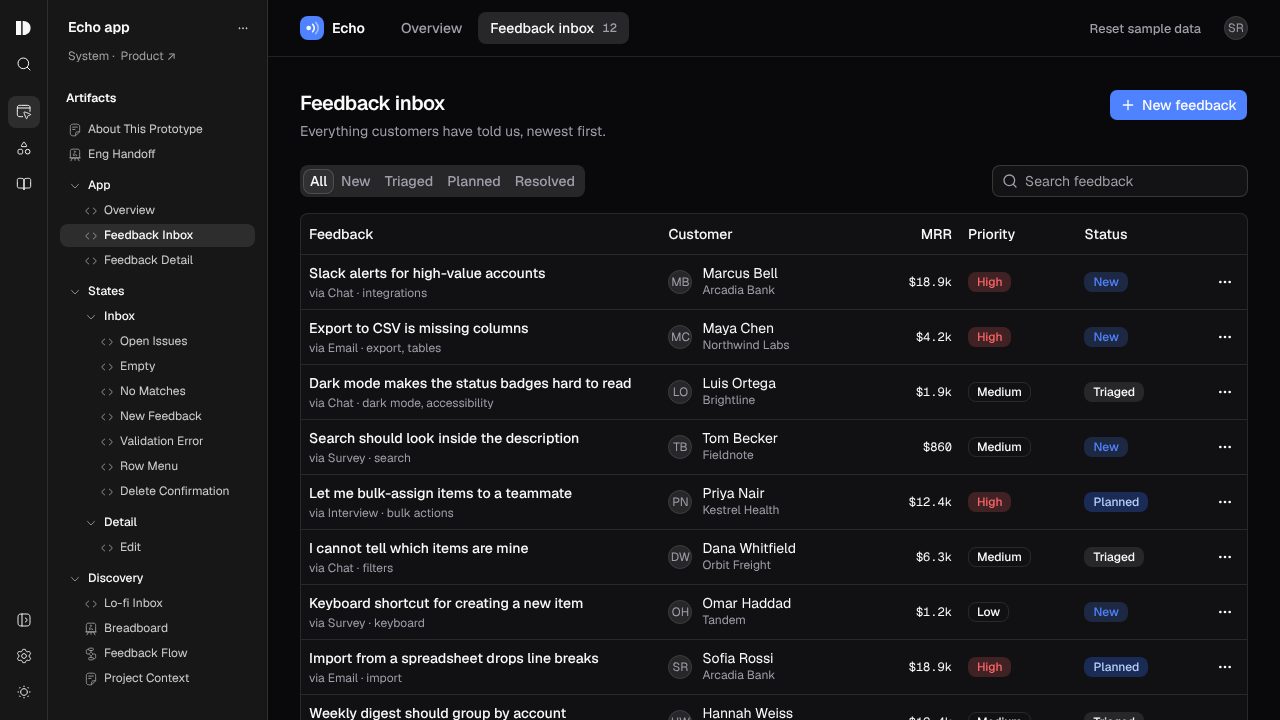 Echo app
System · Product ↗
Artifacts
About This Prototype
Eng Handoff
App
Overview
Feedback Inbox
Feedback Detail
States
Inbox
Open Issues
Empty
No Matches
New Feedback
Validation Error
Row Menu
Delete Confirmation
Detail
Edit
Discovery
Lo-fi Inbox
Breadboard
Feedback Flow
Project Context
Echo Overview Feedback inbox 12 Reset sample data SR
Feedback inbox
Everything customers have told us, newest first.
+ New feedback
All New Triaged Planned Resolved
Search feedback
Feedback Customer MRR Priority Status
Slack alerts for high-value accounts
via Chat · integrations
MB Marcus Bell
Arcadia Bank
$18.9k High New
Export to CSV is missing columns
via Email · export, tables
MC Maya Chen
Northwind Labs
$4.2k High New
Dark mode makes the status badges hard to read
via Chat · dark mode, accessibility
LO Luis Ortega
Brightline
$1.9k Medium Triaged
Search should look inside the description
via Survey · search
TB Tom Becker
Fieldnote
$860 Medium New
Let me bulk-assign items to a teammate
via Interview · bulk actions
PN Priya Nair
Kestrel Health
$12.4k High Planned
I cannot tell which items are mine
via Chat · filters
DW Dana Whitfield
Orbit Freight
$6.3k Medium Triaged
Keyboard shortcut for creating a new item
via Survey · keyboard
OH Omar Haddad
Tandem
$1.2k Low New
Import from a spreadsheet drops line breaks
via Email · import
SR Sofia Rossi
Arcadia Bank
$18.9k High Planned
Weekly digest should group by account
Hannah Weiss
Medium Triaged